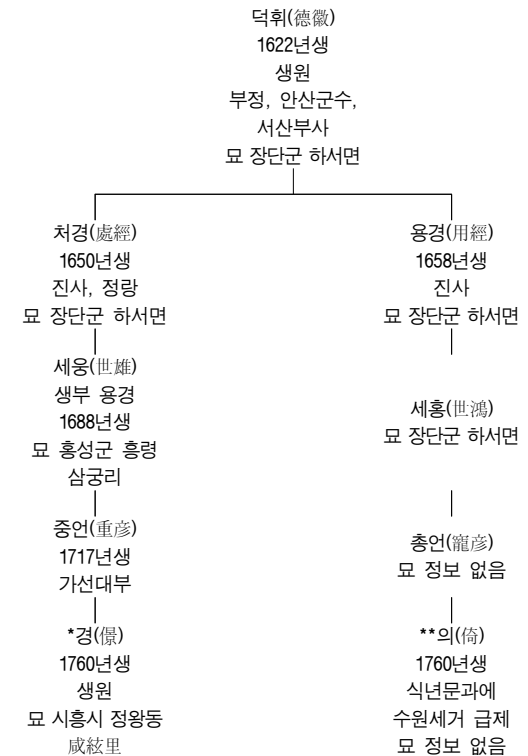 덕휘(德徽)
1622년생
생원
부정, 안산군수,
서산부사
묘 장단군 하서면
처경(處經)
1650년생
진사, 정랑
묘 장단군 하서면
용경(用經)
1658년생
진사
묘 장단군 하서면
세웅(世雄)
생부 용경
1688년생
묘 홍성군 흥령
삼궁리
세홍(世鴻)
묘 장단군 하서면
중언(重彦)
1717년생
가선대부
총언(寵彦)
묘 정보 없음
*경(憬)
1760년생
생원
묘 시흥시 정왕동
咸絃里
**의(倚)
1760년생
식년문과에
수원세거 급제
묘 정보 없음